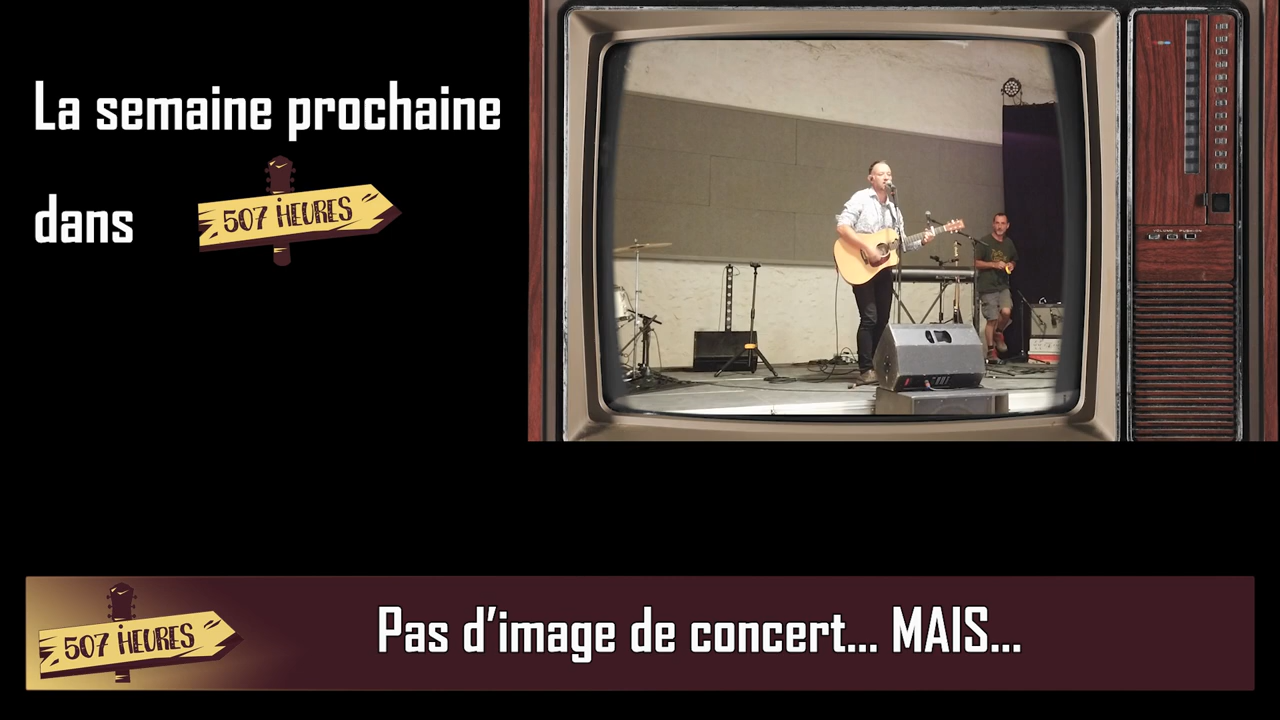 La semaine prochaine
dans 507 HEURES
507 HEURES
Pas d'image de concert... MAIS...